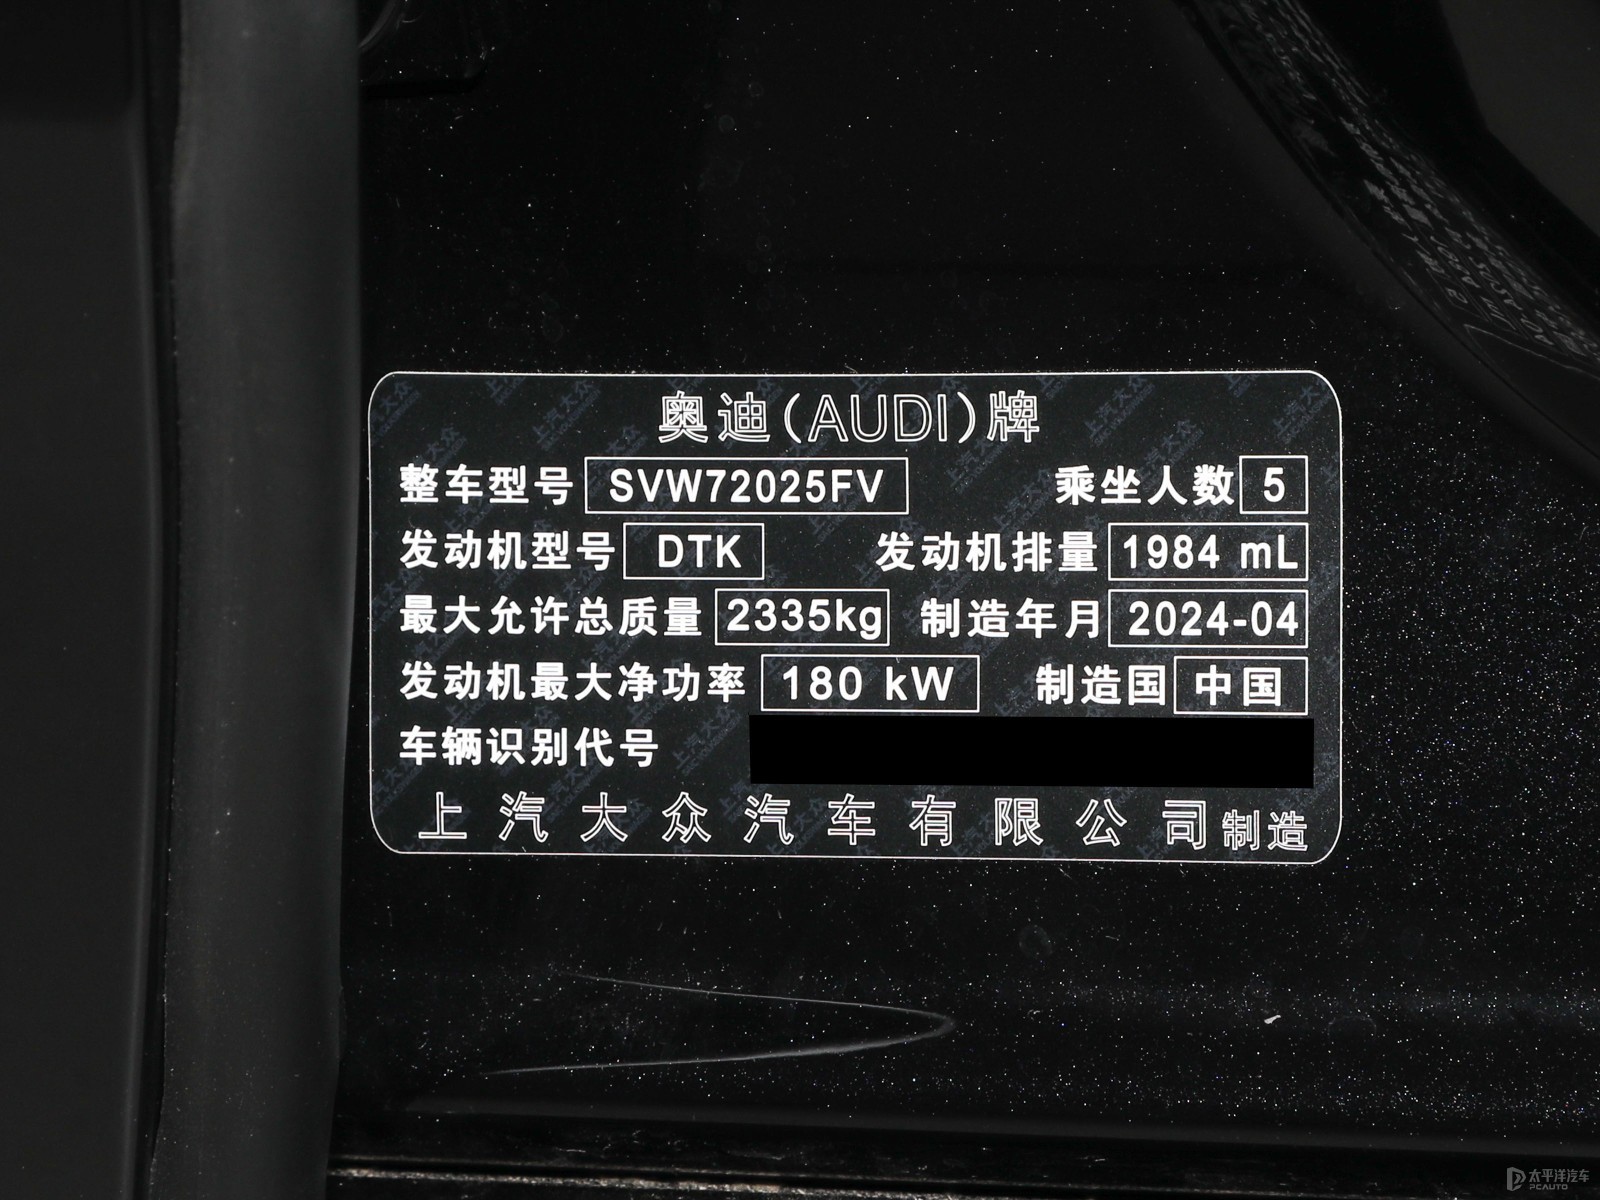 奥迪(AUDI)牌
整车型号 SVW72025FV 乘坐人数 5
发动机型号 DTK 发动机排量 1984 mL
最大允许总质量 2335kg 制造年月 2024-04
发动机最大净功率 180 kW 制造国 中国
车辆识别代号
上汽大众汽车有限公司制造
太平洋汽车
PCAUTO